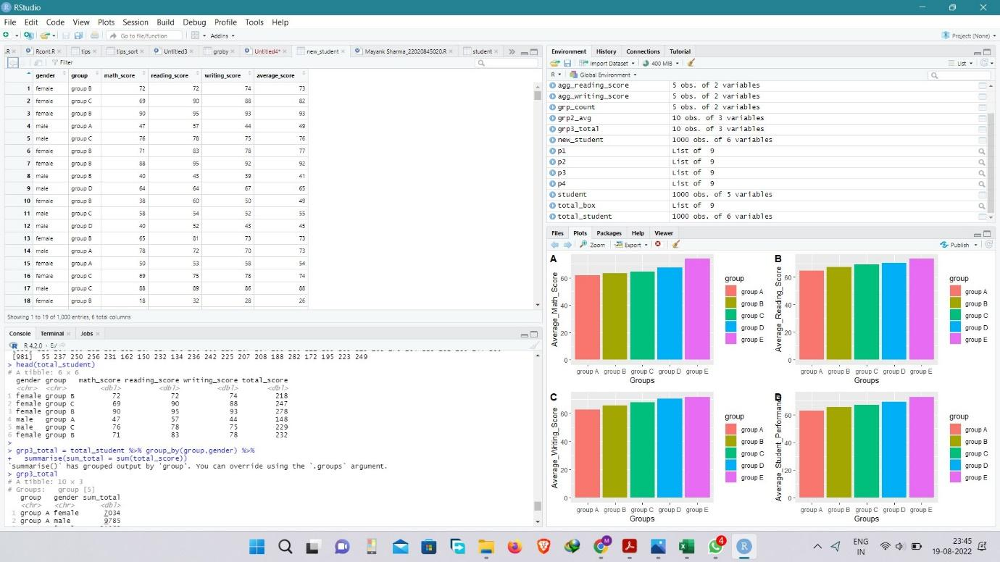 RStudio
File Edit Code View Plots Session Build Debug Profile Tools Help
Go to file/function Addins Project: (None)
.R Rcont.R tips tips_sort Untitled3 grpby Untitled4* new_student Mayank Sharma_22020845020.R student
Filter
gender group math_score reading_score writing_score average_score
1 female group B 72 72 74 73
2 female group C 69 90 88 82
3 female group B 90 95 93 93
4 male group A 47 57 44 49
5 male group C 76 78 75 76
6 female group B 71 83 78 77
7 female group B 88 95 92 92
8 male group B 40 43 39 41
9 male group D 64 64 67 65
10 female group B 38 60 50 49
11 male group C 58 54 52 55
12 male group D 40 52 43 45
13 female group B 65 81 73 73
14 male group A 78 72 70 73
15 female group A 50 53 58 54
16 female group C 69 75 78 74
17 male group C 88 89 86 88
18 female group B 18 32 28 26
Showing 1 to 19 of 1,000 entries, 6 total columns
Console Terminal Jobs
R 4.2.0 · E:/
[981] 55 237 250 256 231 162 150 232 134 236 242 225 207 208 188 282 172 195 223 249
> head(total_student)
# A tibble: 6 x 6
gender group math_score reading_score writing_score total_score
<chr> <chr> <dbl> <dbl> <dbl> <dbl>
1 female group B 72 72 74 218
2 female group C 69 90 88 247
3 female group B 90 95 93 278
4 male group A 47 57 44 148
5 male group C 76 78 75 229
6 female group B 71 83 78 232
>
> grp3_total = total_student %>% group_by(group,gender) %>%
+ summarise(sum_total = sum(total_score))
`summarise()` has grouped output by 'group'. You can override using the `.groups` argument.
> grp3_total
# A tibble: 10 x 3
# Groups: group [5]
group gender sum_total
<chr> <chr> <dbl>
1 group A female 7034
2 group A male 9785
Environment History Connections Tutorial
Import Dataset 400 MiB List
R Global Environment
agg_reading_score 5 obs. of 2 variables
agg_writing_score 5 obs. of 2 variables
grp_count 5 obs. of 2 variables
grp2_avg 10 obs. of 3 variables
grp3_total 10 obs. of 3 variables
new_student 1000 obs. of 6 variables
p1 List of 9
p2 List of 9
p3 List of 9
p4 List of 9
student 1000 obs. of 5 variables
total_box List of 9
total_student 1000 obs. of 6 variables
Files Plots Packages Help Viewer
Zoom Export Publish
A
Average_Math_Score
60
40
20
0
group A group B group C group D group E
Groups
group
group A
group B
group C
group D
group E
B
Average_Reading_Score
60
40
20
0
group A group B group C group D group E
Groups
group
group A
group B
group C
group D
group E
C
Average_Writing_Score
60
40
20
0
group A group B group C group D group E
Groups
group
group A
group B
group C
group D
group E
D
Average_Student_Performance
60
40
20
0
group A group B group C group D group E
Groups
group
group A
group B
group C
group D
group E
M
4
ENG
IN
23:45
19-08-2022